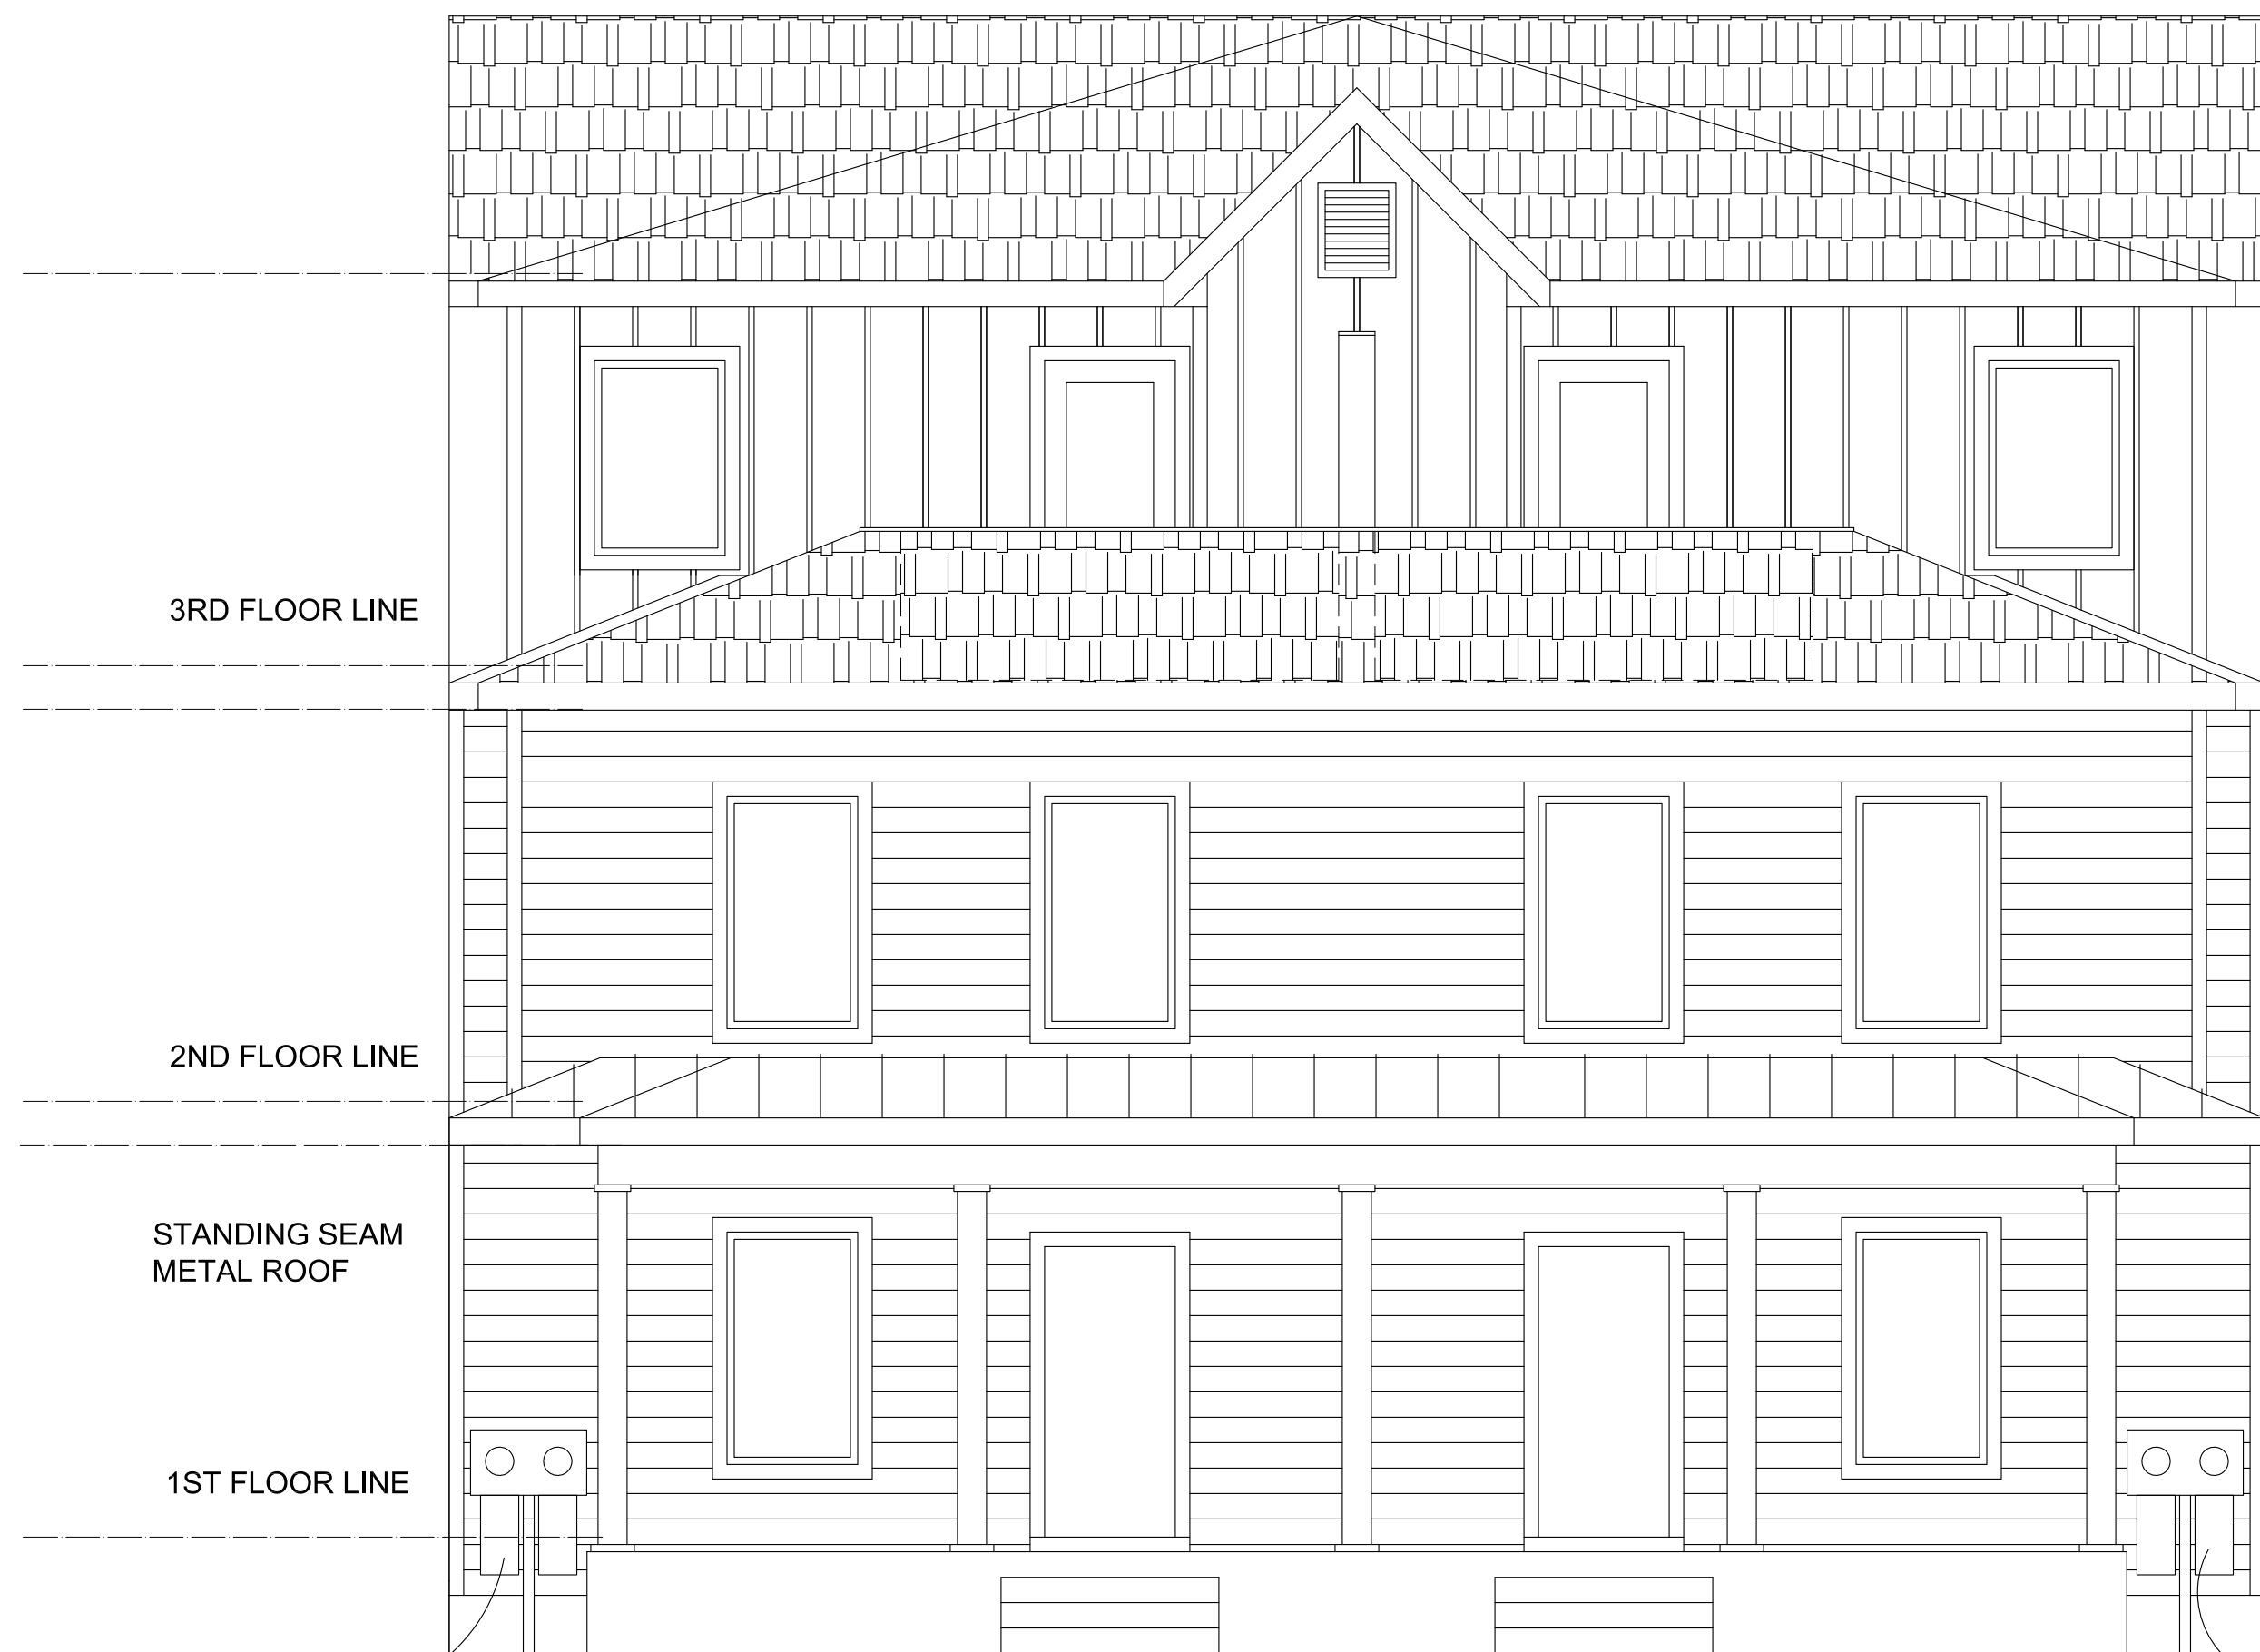 3RD FLOOR LINE
2ND FLOOR LINE
STANDING SEAM
METAL ROOF
1ST FLOOR LINE